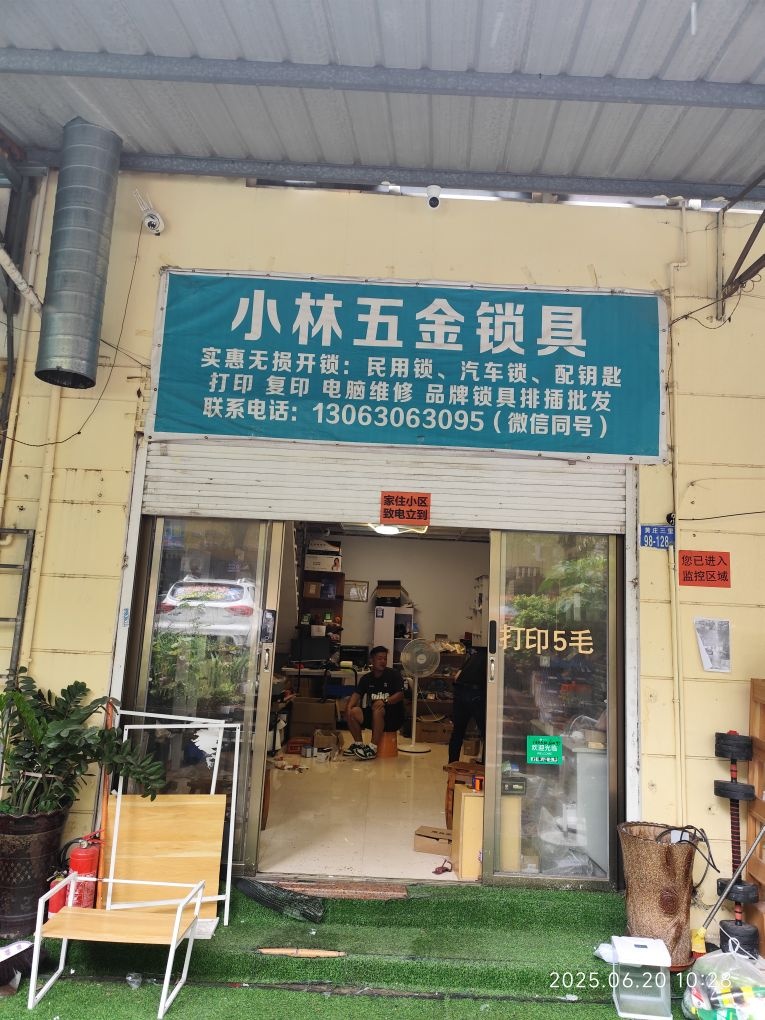 小林五金锁具
实惠无损开锁：民用锁、汽车锁、配钥匙
打印 复印 电脑维修 品牌锁具排插批发
联系电话：13063063095（微信同号）
家住小区
致电立到
黄庄三里
98-128
您已进入
监控区域
打印5毛
欢迎光临
2025.06.20 10:28